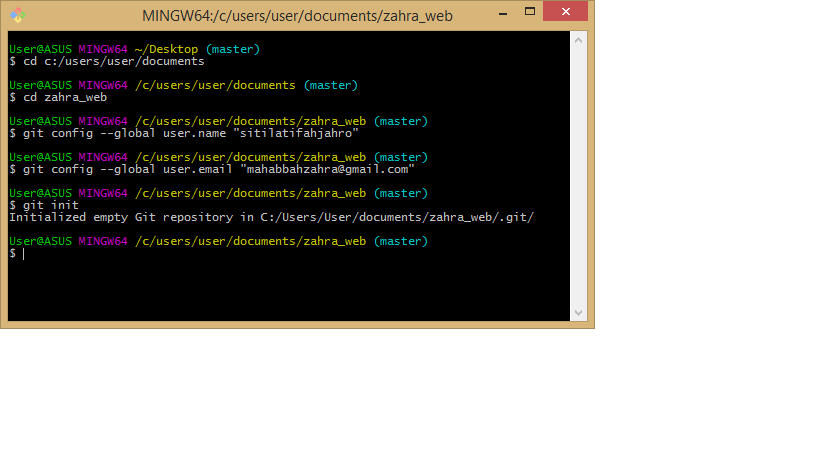 MINGW64:/c/users/user/documents/zahra_web
User@ASUS MINGW64 ~/Desktop (master)
$ cd c:/users/user/documents
User@ASUS MINGW64 /c/users/user/documents (master)
$ cd zahra_web
User@ASUS MINGW64 /c/users/user/documents/zahra_web (master)
$ git config --global user.name "sitilatifahjahro"
User@ASUS MINGW64 /c/users/user/documents/zahra_web (master)
$ git config --global user.email "mahabbahzahra@gmail.com"
User@ASUS MINGW64 /c/users/user/documents/zahra_web (master)
$ git init
Initialized empty Git repository in C:/Users/User/documents/zahra_web/.git/
User@ASUS MINGW64 /c/users/user/documents/zahra_web (master)
$